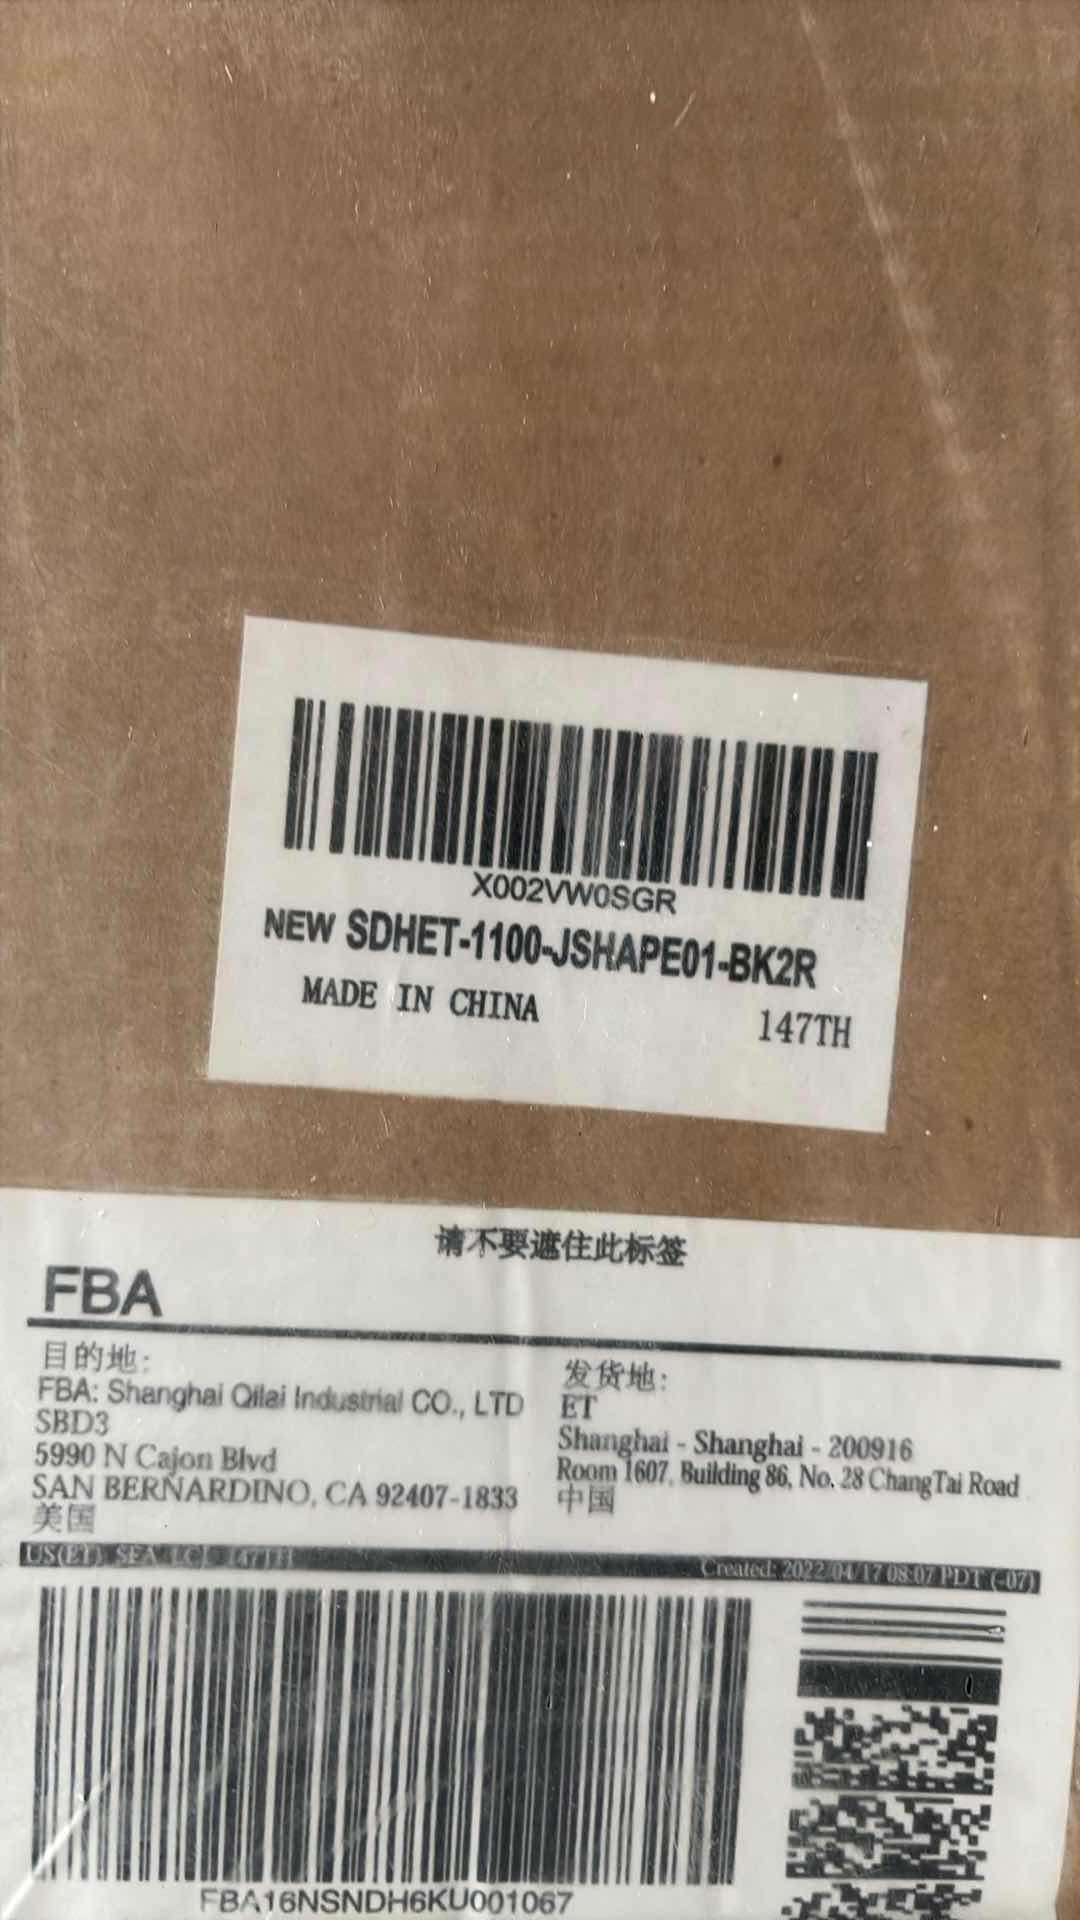 X002VW0SGR
NEW SDHET-1100-JSHAPE01-BK2R
MADE IN CHINA 147TH
请不要遮住此标签
FBA
目的地:
FBA: Shanghai Qilai Industrial CO., LTD
SBD3
5990 N Cajon Blvd
SAN BERNARDINO, CA 92407-1833
美国
发货地:
ET
Shanghai - Shanghai - 200916
Room 1607, Building 86, No. 28 ChangTai Road
中国
US(ET) SEA LCL 147TH
Created: 2022/04/17 08:07 PDT (-07)
FBA16NSNDH6KU001067